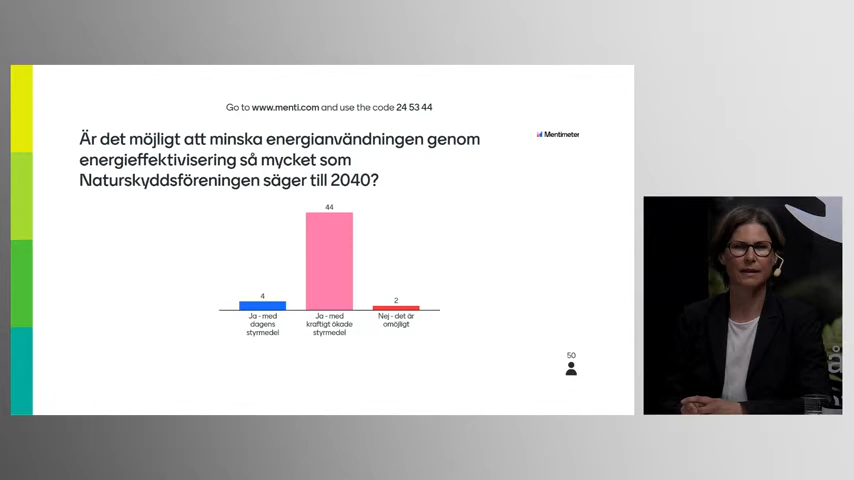 Go to www.menti.com and use the code 24 53 44
Är det möjligt att minska energianvändningen genom
energieffektivisering så mycket som
Naturskyddsföreningen säger till 2040?
Mentimeter
44
4
2
Ja - med
dagens
styrmedel
Ja - med
kraftigt ökade
styrmedel
Nej - det är
omöjligt
50